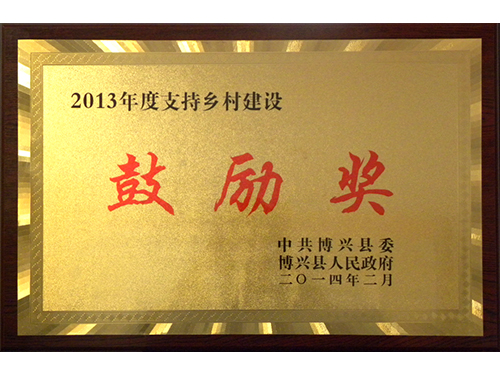 2013年度支持乡村建设
鼓励奖
中共博兴县委
博兴县人民政府
二〇一四年二月